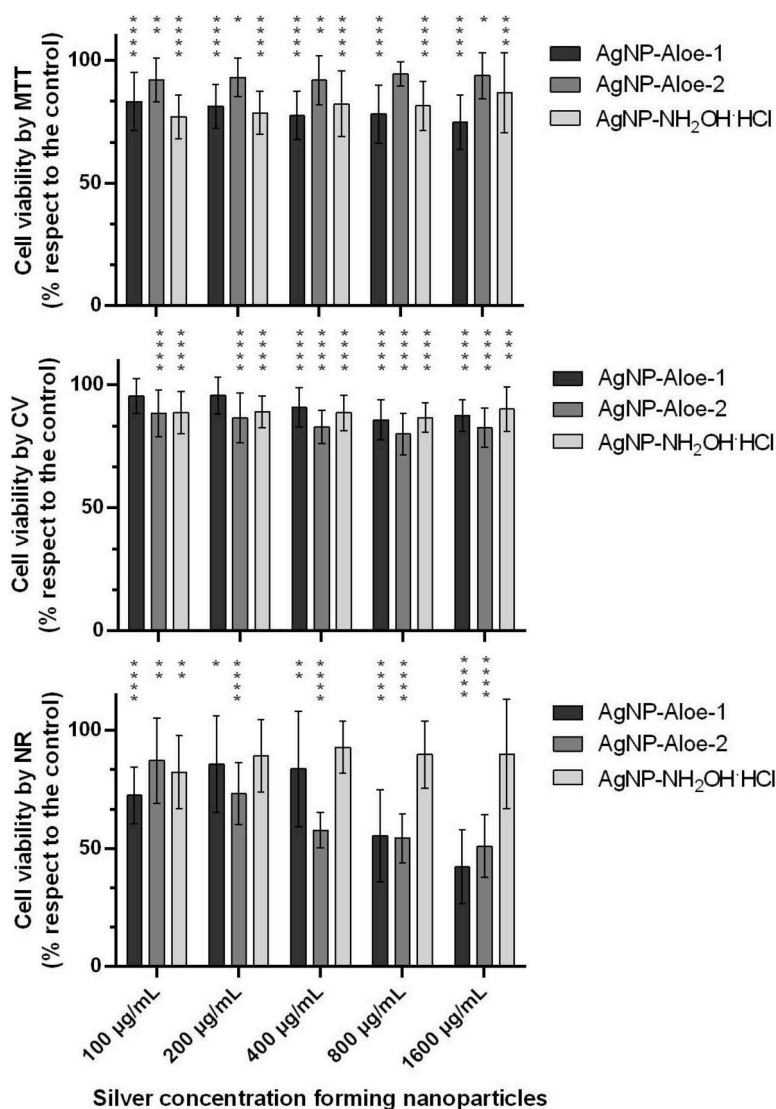 **** ** **** **** * **** **** ** **** **** **** **** * ***
Cell viability by MTT
(% respect to the control)
100
50
0
AgNP-Aloe-1
AgNP-Aloe-2
AgNP-NH₂OH·HCl
**** **** **** **** **** **** **** **** **** **** **** **** ***
Cell viability by CV
(% respect to the control)
100
50
0
AgNP-Aloe-1
AgNP-Aloe-2
AgNP-NH₂OH·HCl
**** ** ** * **** ** **** **** **** **** ****
Cell viability by NR
(% respect to the control)
100
50
0
AgNP-Aloe-1
AgNP-Aloe-2
AgNP-NH₂OH·HCl
100 µg/mL
200 µg/mL
400 µg/mL
800 µg/mL
1600 µg/mL
Silver concentration forming nanoparticles